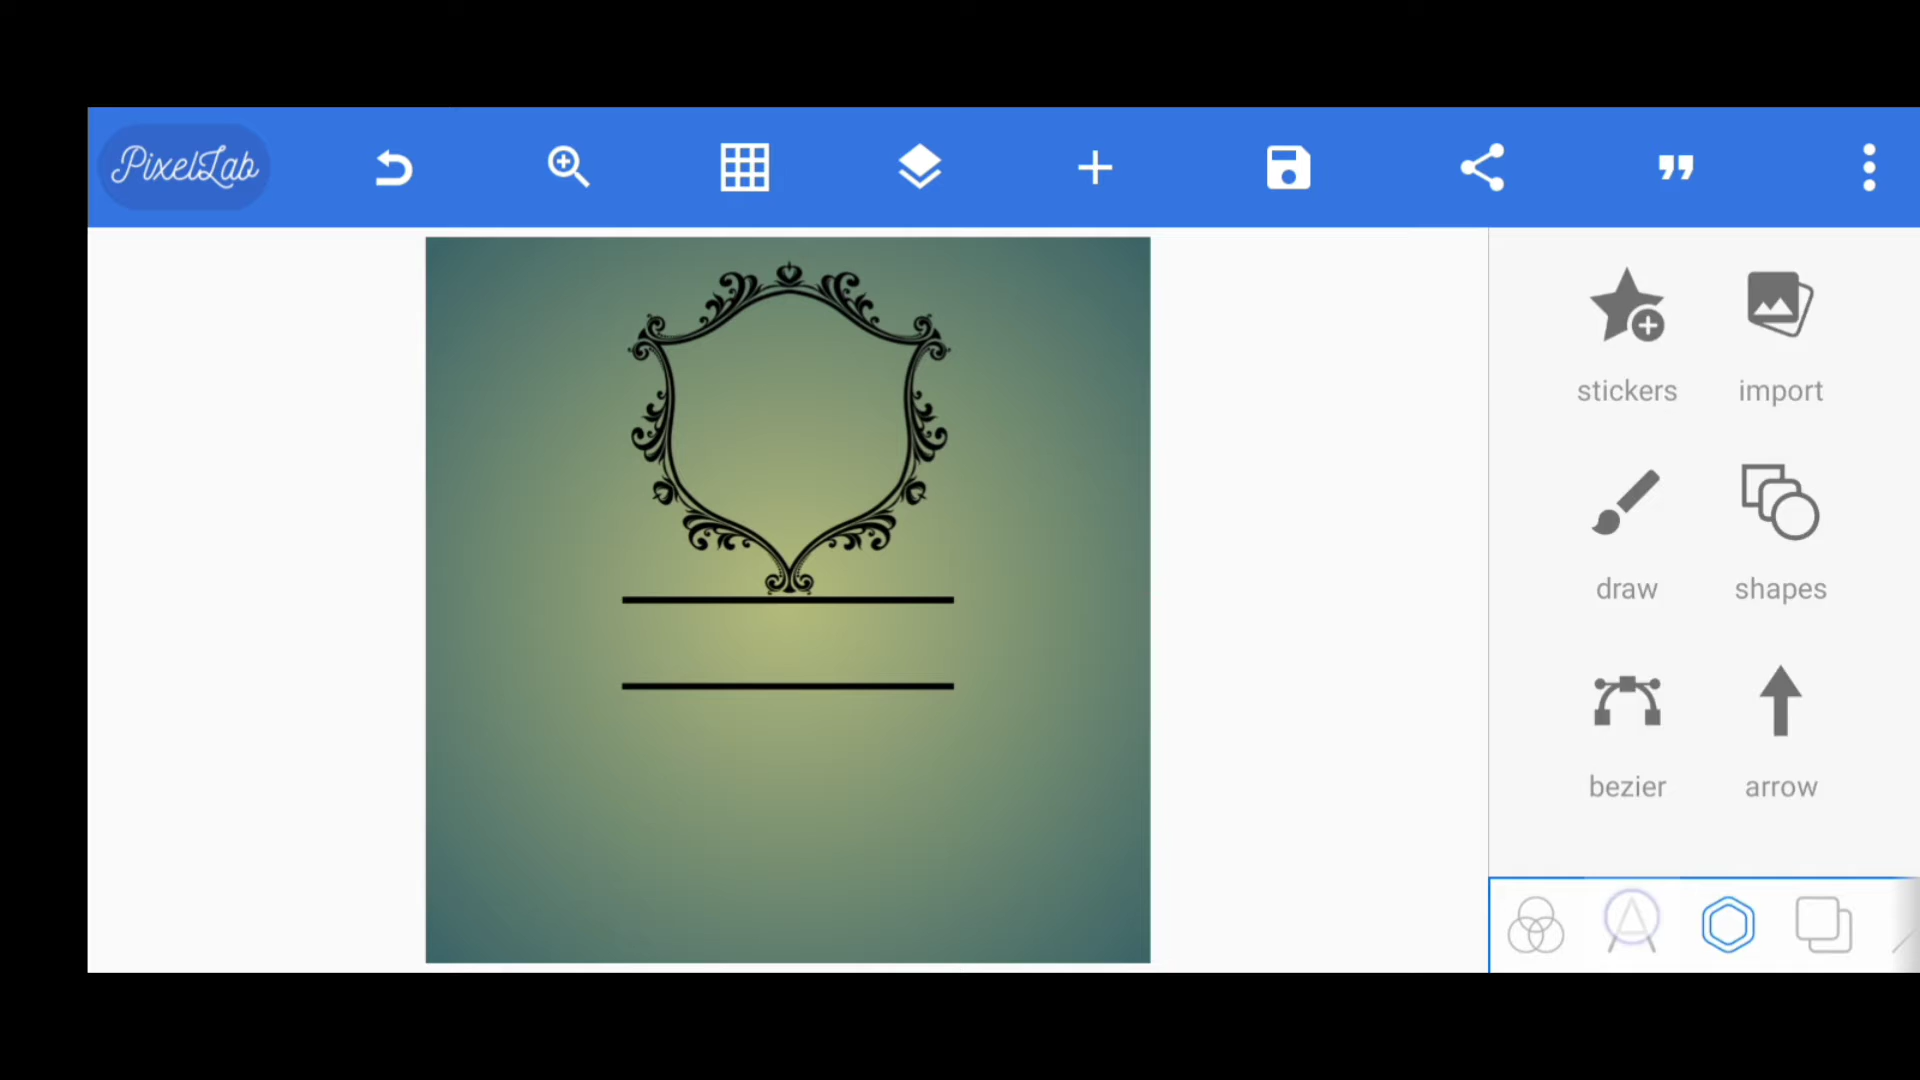 PixelLab
stickers
import
draw
shapes
bezier
arrow